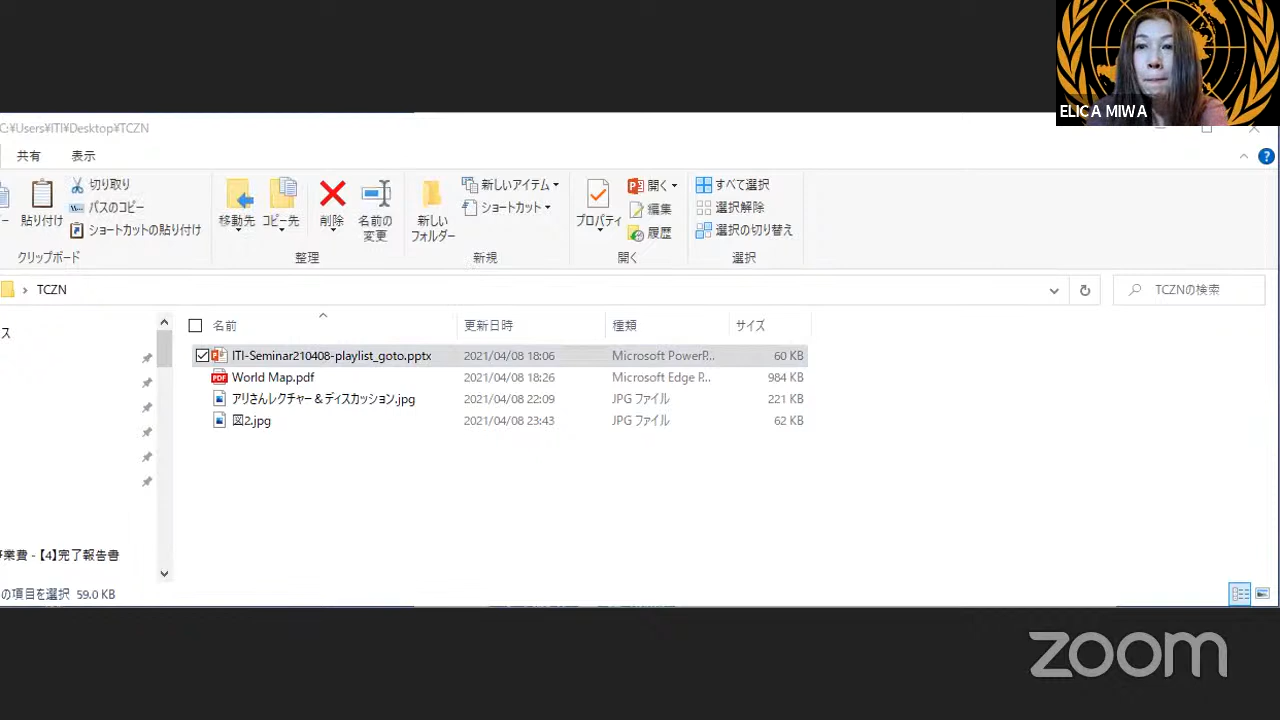 ELICA MIWA
C:¥Users¥ITI¥Desktop¥TCZN
共有 表示
切り取り
パスのコピー
ショートカットの貼り付け
貼り付け
クリップボード
移動先
コピー先
削除
名前の
変更
整理
新しい
フォルダー
新しいアイテム
ショートカット
新規
プロパティ
開く
編集
履歴
開く
すべて選択
選択解除
選択の切り替え
選択
TCZN
TCZNの検索
ス
名前 更新日時 種類 サイズ
ITI-Seminar210408-playlist_goto.pptx 2021/04/08 18:06 Microsoft PowerP... 60 KB
World Map.pdf 2021/04/08 18:26 Microsoft Edge P... 984 KB
アリさんレクチャー＆ディスカッション.jpg 2021/04/08 22:09 JPG ファイル 221 KB
図2.jpg 2021/04/08 23:43 JPG ファイル 62 KB
業費 - 【4】完了報告書
の項目を選択 59.0 KB
zoom